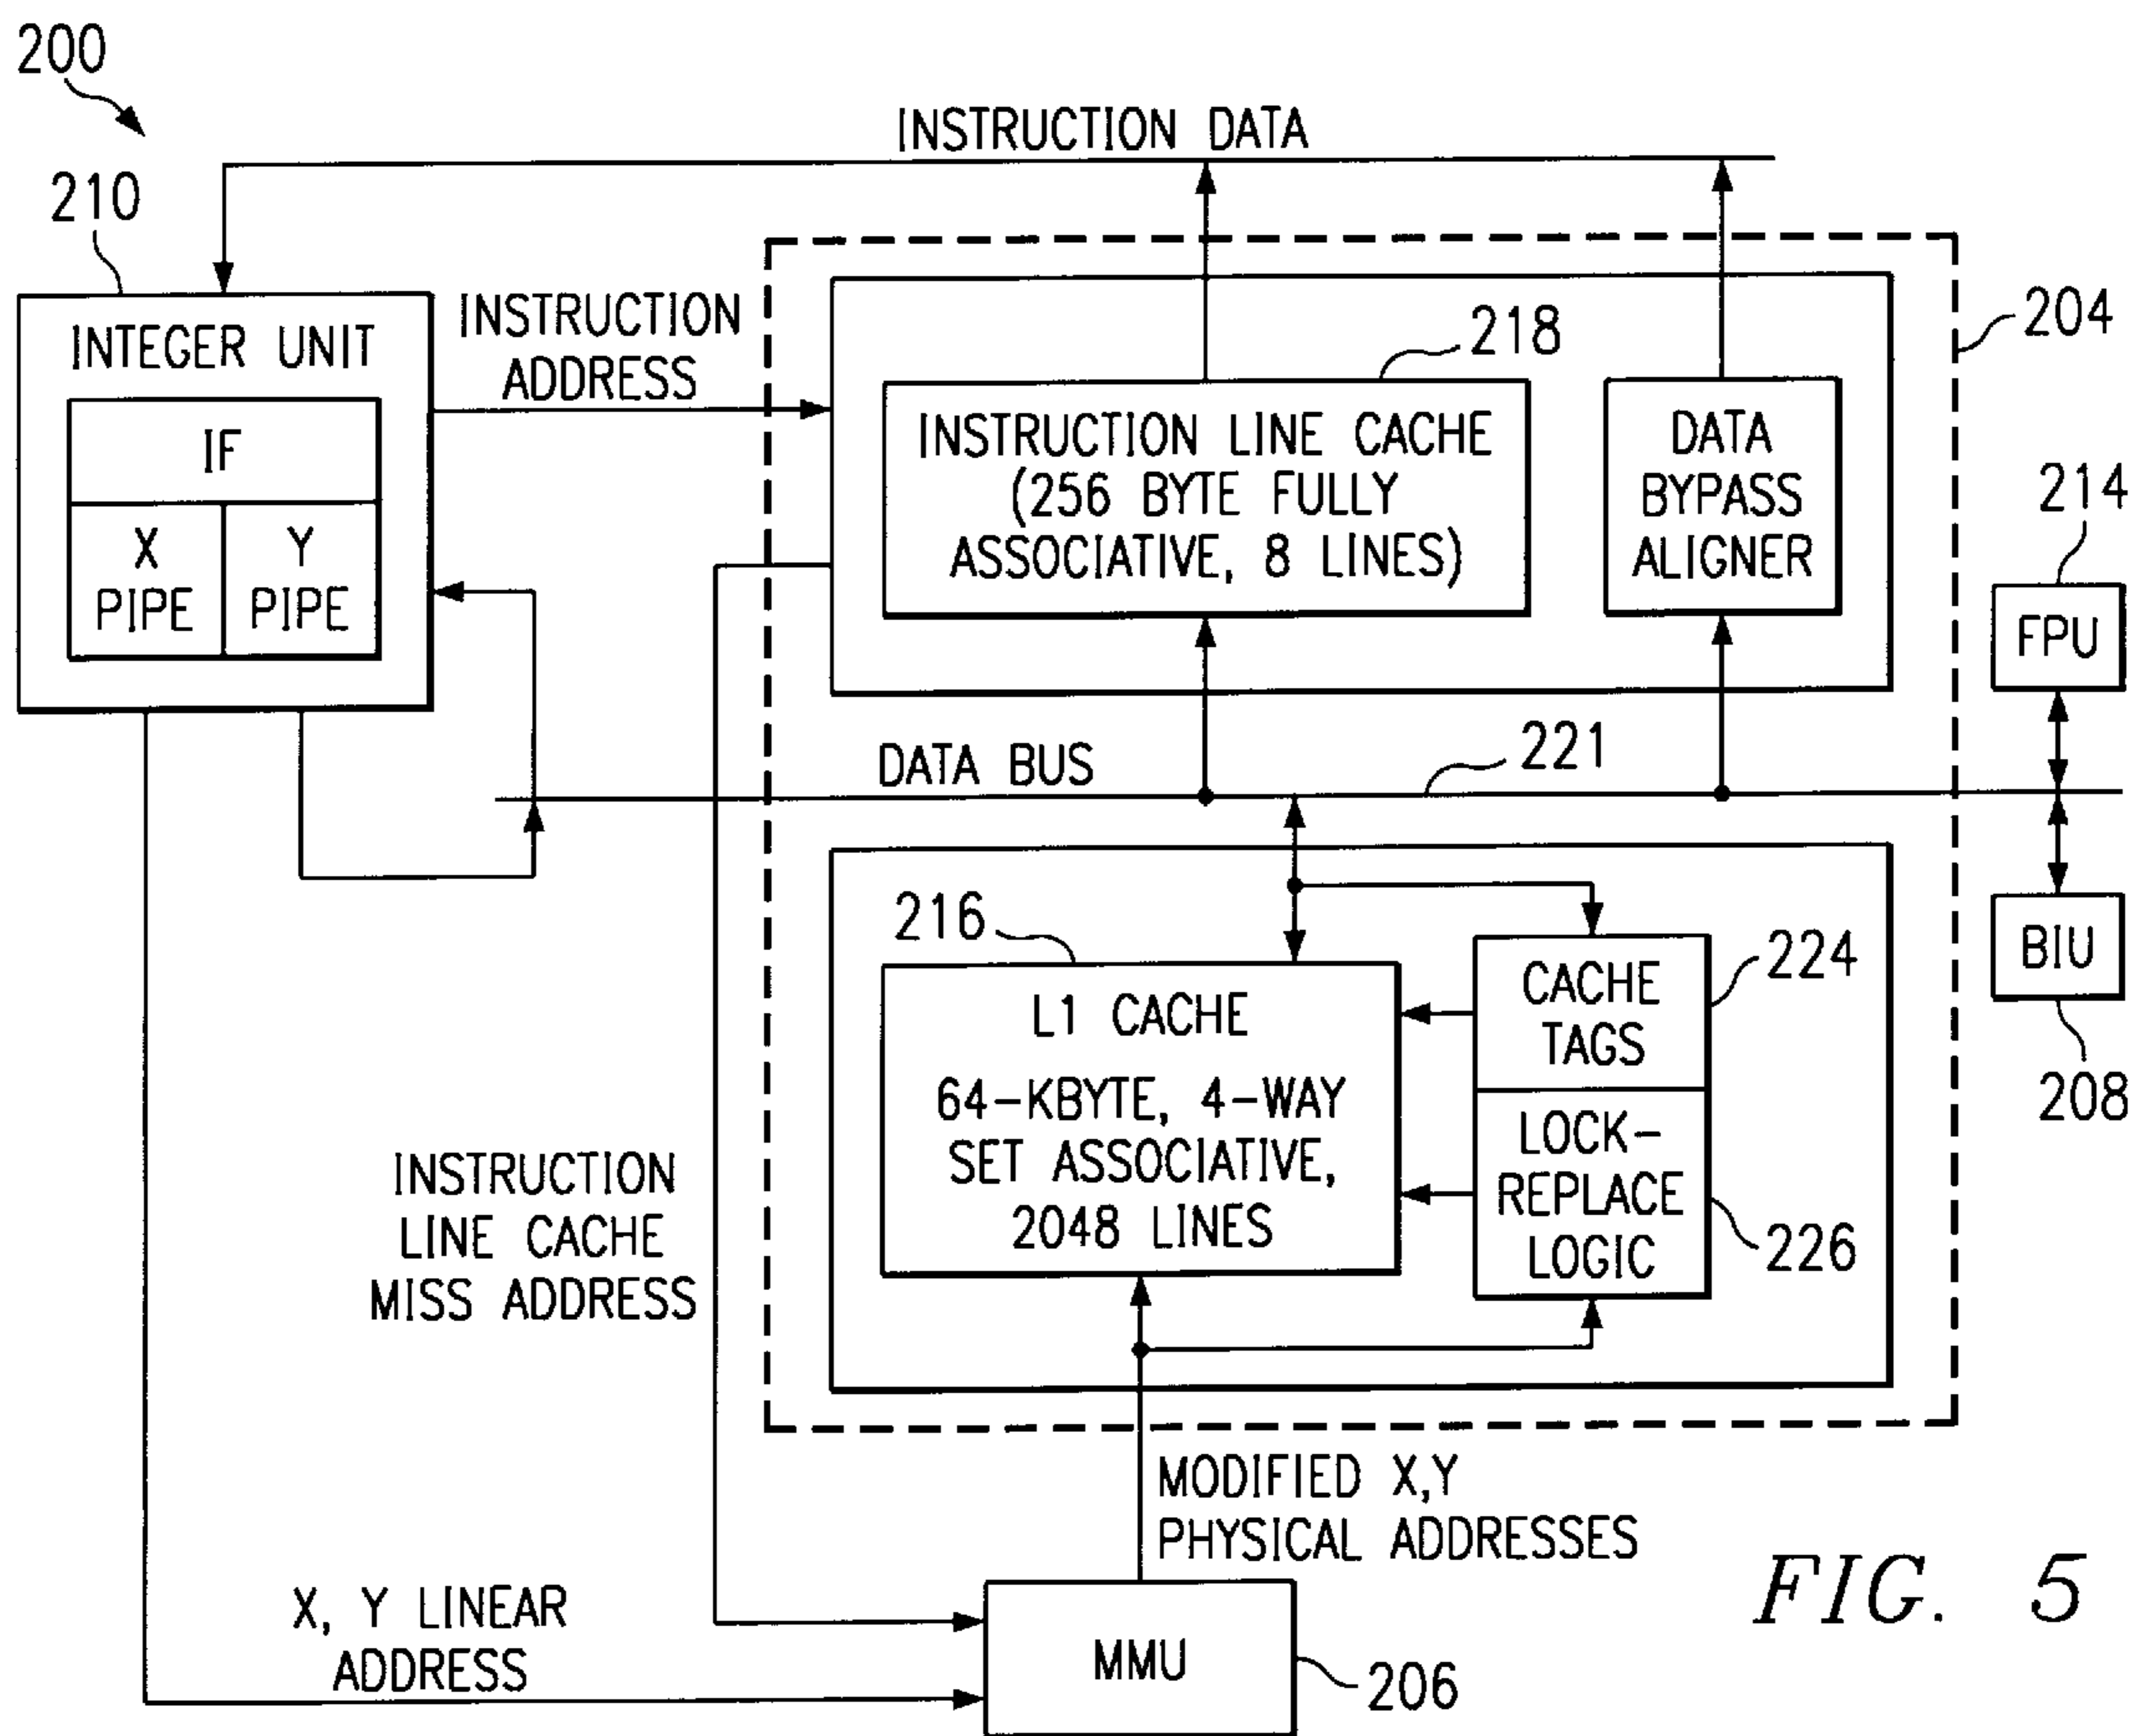 200
INSTRUCTION DATA
210
INTEGER UNIT
IF
X
PIPE
Y
PIPE
INSTRUCTION
ADDRESS
218
INSTRUCTION LINE CACHE
(256 BYTE FULLY
ASSOCIATIVE, 8 LINES)
DATA
BYPASS
ALIGNER
204
214
FPU
DATA BUS
221
216
L1 CACHE
64-KBYTE, 4-WAY
SET ASSOCIATIVE,
2048 LINES
CACHE
TAGS
224
LOCK-
REPLACE
LOGIC
226
BIU
208
INSTRUCTION
LINE CACHE
MISS ADDRESS
MODIFIED X,Y
PHYSICAL ADDRESSES
X, Y LINEAR
ADDRESS
MMU
206
FIG. 5